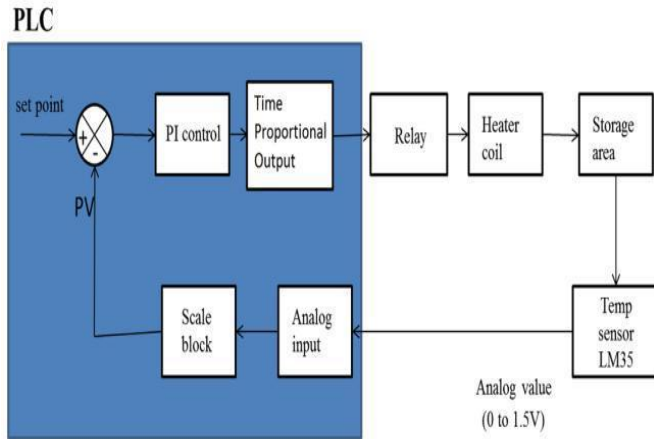 PLC
set point
+
-
PV
PI control
Time
Proportional
Output
Relay
Heater
coil
Storage
area
Scale
block
Analog
input
Temp
sensor
LM35
Analog value
(0 to 1.5V)